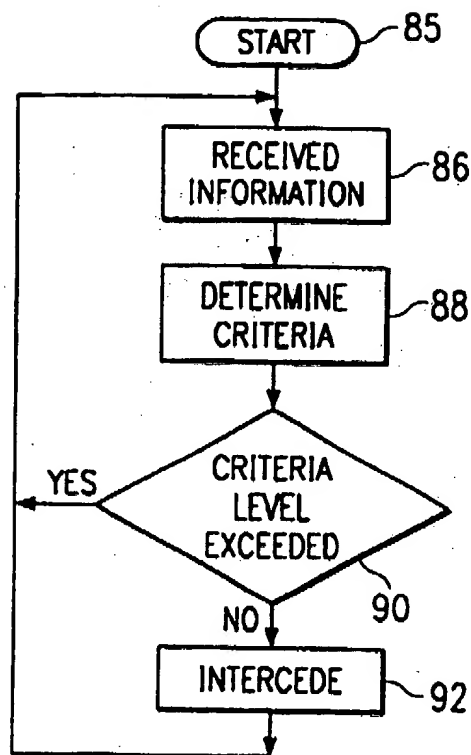 START
85
RECEIVED
INFORMATION
86
DETERMINE
CRITERIA
88
CRITERIA
LEVEL
EXCEEDED
YES
90
NO
INTERCEDE
92